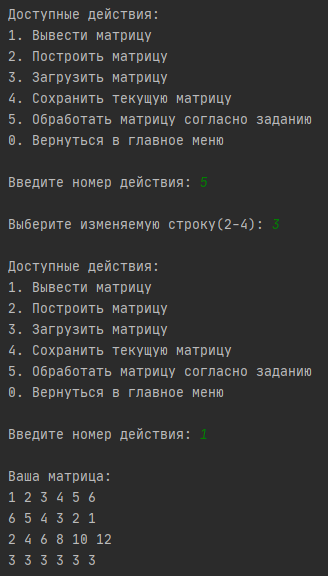 Доступные действия:
1. Вывести матрицу
2. Построить матрицу
3. Загрузить матрицу
4. Сохранить текущую матрицу
5. Обработать матрицу согласно заданию
0. Вернуться в главное меню
Введите номер действия: 5
Выберите изменяемую строку(2-4): 3
Доступные действия:
1. Вывести матрицу
2. Построить матрицу
3. Загрузить матрицу
4. Сохранить текущую матрицу
5. Обработать матрицу согласно заданию
0. Вернуться в главное меню
Введите номер действия: 1
Ваша матрица:
1 2 3 4 5 6
6 5 4 3 2 1
2 4 6 8 10 12
3 3 3 3 3 3